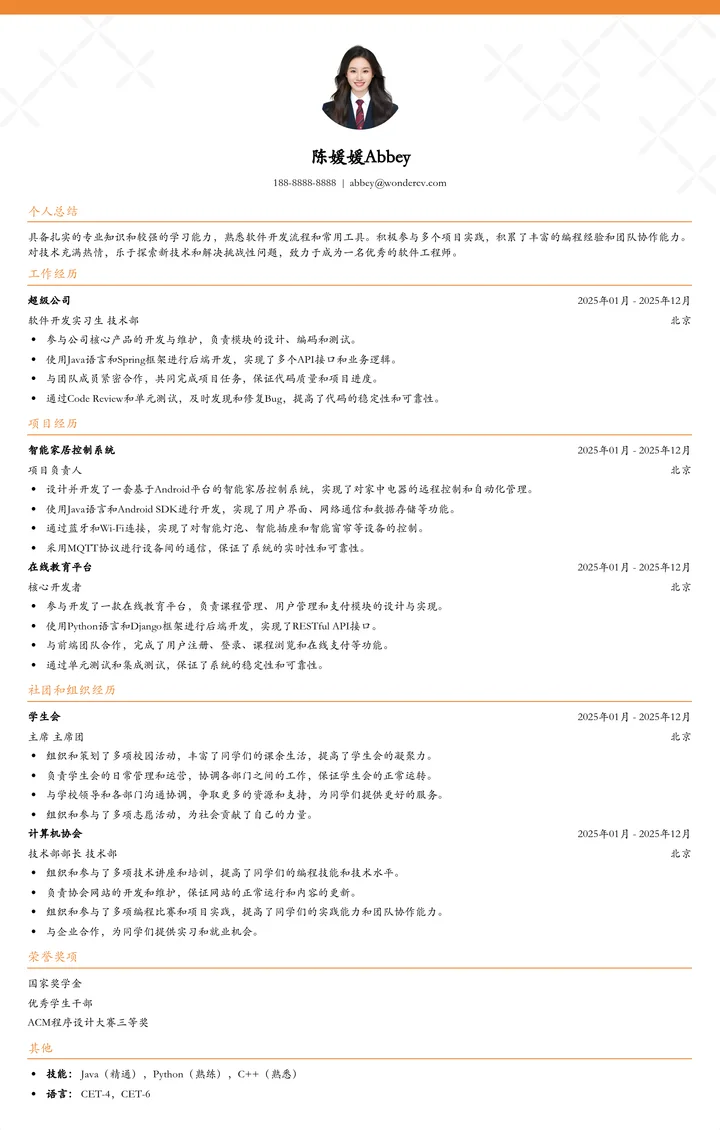 陈媛媛Abbey
188-8888-8888 | abbey@wondercv.com
个人总结
具备扎实的专业知识和较强的学习能力，熟悉软件开发流程和常用工具。积极参与多个项目实践，积累了丰富的编程经验和团队协作能力。
对技术充满热情，乐于探索新技术和解决挑战性问题，致力于成为一名优秀的软件工程师。
工作经历
超级公司 2025年01月 - 2025年12月
软件开发实习生 技术部 北京
• 参与公司核心产品的开发与维护，负责模块的设计、编码和测试。
• 使用Java语言和Spring框架进行后端开发，实现了多个API接口和业务逻辑。
• 与团队成员紧密合作，共同完成项目任务，保证代码质量和项目进度。
• 通过Code Review和单元测试，及时发现和修复Bug，提高了代码的稳定性和可靠性。
项目经历
智能家居控制系统 2025年01月 - 2025年12月
项目负责人 北京
• 设计并开发了一套基于Android平台的智能家居控制系统，实现了对家中电器的远程控制和自动化管理。
• 使用Java语言和Android SDK进行开发，实现了用户界面、网络通信和数据存储等功能。
• 通过蓝牙和Wi-Fi连接，实现了对智能灯泡、智能插座和智能窗帘等设备的控制。
• 采用MQTT协议进行设备间的通信，保证了系统的实时性和可靠性。
在线教育平台 2025年01月 - 2025年12月
核心开发者 北京
• 参与开发了一款在线教育平台，负责课程管理、用户管理和支付模块的设计与实现。
• 使用Python语言和Django框架进行后端开发，实现了RESTful API接口。
• 与前端团队合作，完成了用户注册、登录、课程浏览和在线支付等功能。
• 通过单元测试和集成测试，保证了系统的稳定性和可靠性。
社团和组织经历
学生会 2025年01月 - 2025年12月
主席 主席团 北京
• 组织和策划了多项校园活动，丰富了同学们的课余生活，提高了学生会的凝聚力。
• 负责学生会的日常管理和运营，协调各部门之间的工作，保证学生会的正常运转。
• 与学校领导和各部门沟通协调，争取更多的资源和支持，为同学们提供更好的服务。
• 组织和参与了多项志愿活动，为社会贡献了自己的力量。
计算机协会 2025年01月 - 2025年12月
技术部部长 技术部 北京
• 组织和参与了多项技术讲座和培训，提高了同学们的编程技能和技术水平。
• 负责协会网站的开发和维护，保证网站的正常运行和内容的更新。
• 组织和参与了多项编程比赛和项目实践，提高了同学们的实践能力和团队协作能力。
• 与企业合作，为同学们提供实习和就业机会。
荣誉奖项
国家奖学金
优秀学生干部
ACM程序设计大赛三等奖
其他
• 技能： Java（精通），Python（熟练），C++（熟悉）
• 语言： CET-4，CET-6